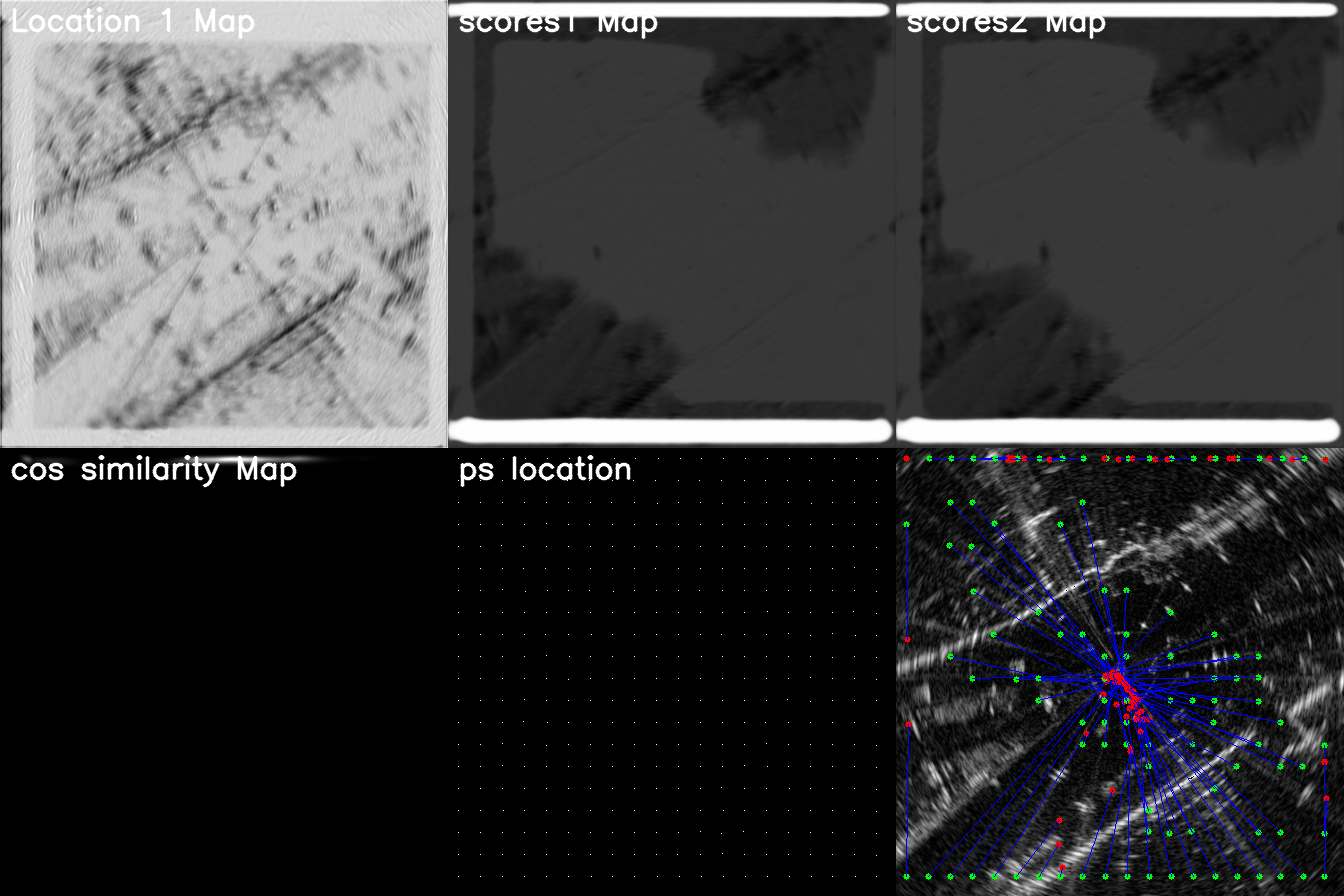 Location 1 Map
scores1 Map
scores2 Map
cos similarity Map
ps location